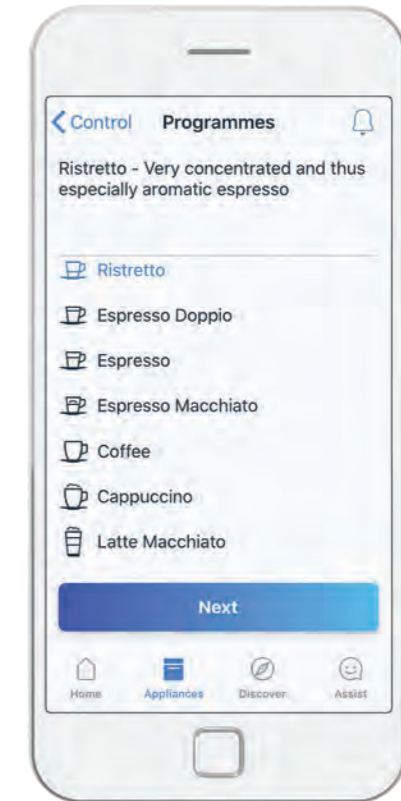 Control Programmes
Ristretto - Very concentrated and thus
especially aromatic espresso
Ristretto
Espresso Doppio
Espresso
Espresso Macchiato
Coffee
Cappuccino
Latte Macchiato
Next
Home Appliances Discover Assist